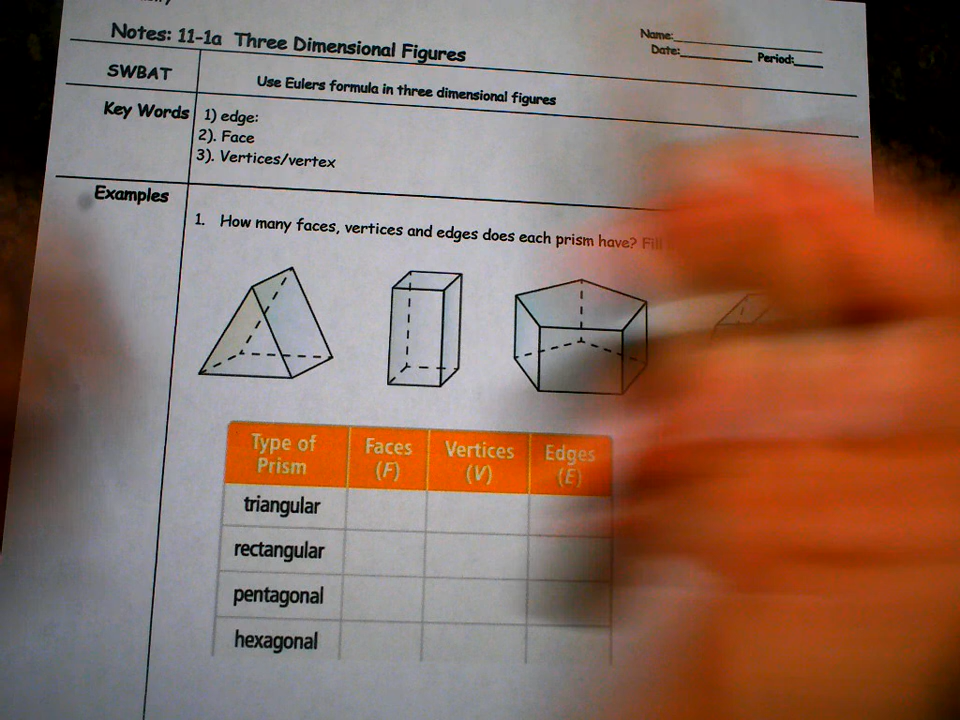 Notes: 11-1a Three Dimensional Figures
Name:
Date: Period:
SWBAT
Use Eulers formula in three dimensional figures
Key Words
1) edge:
2). Face
3). Vertices/vertex
Examples
1. How many faces, vertices and edges does each prism have? Fill
Type of Prism Faces (F) Vertices (V) Edges (E)
triangular
rectangular
pentagonal
hexagonal